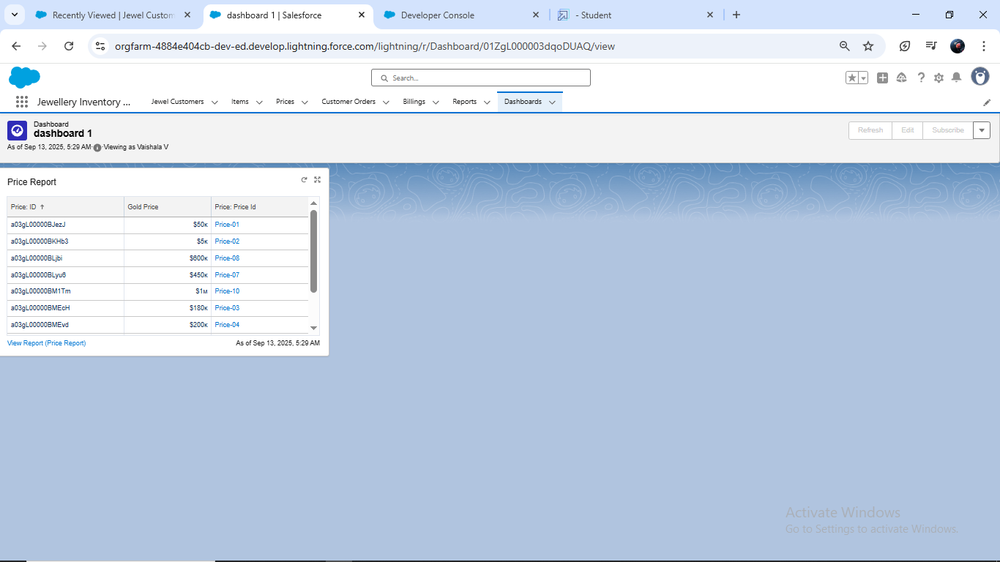 Recently Viewed | Jewel Custom
dashboard 1 | Salesforce
Developer Console
- Student
orgfarm-4884e404cb-dev-ed.develop.lightning.force.com/lightning/r/Dashboard/01ZgL000003dqoDUAQ/view
Search...
Jewellery Inventory ...
Jewel Customers
Items
Prices
Customer Orders
Billings
Reports
Dashboards
Dashboard
dashboard 1
As of Sep 13, 2025, 5:29 AM·Viewing as Vaishala V
Refresh
Edit
Subscribe
Price Report
Price: ID ↑ Gold Price Price: Price Id
a03gL00000BJezJ $50K Price-01
a03gL00000BKHb3 $5K Price-02
a03gL00000BLjbi $600K Price-08
a03gL00000BLyu6 $450K Price-07
a03gL00000BM1Tm $1M Price-10
a03gL00000BMEcH $180K Price-03
a03gL00000BMEvd $200K Price-04
View Report (Price Report)
As of Sep 13, 2025, 5:29 AM
Activate Windows
Go to Settings to activate Windows.